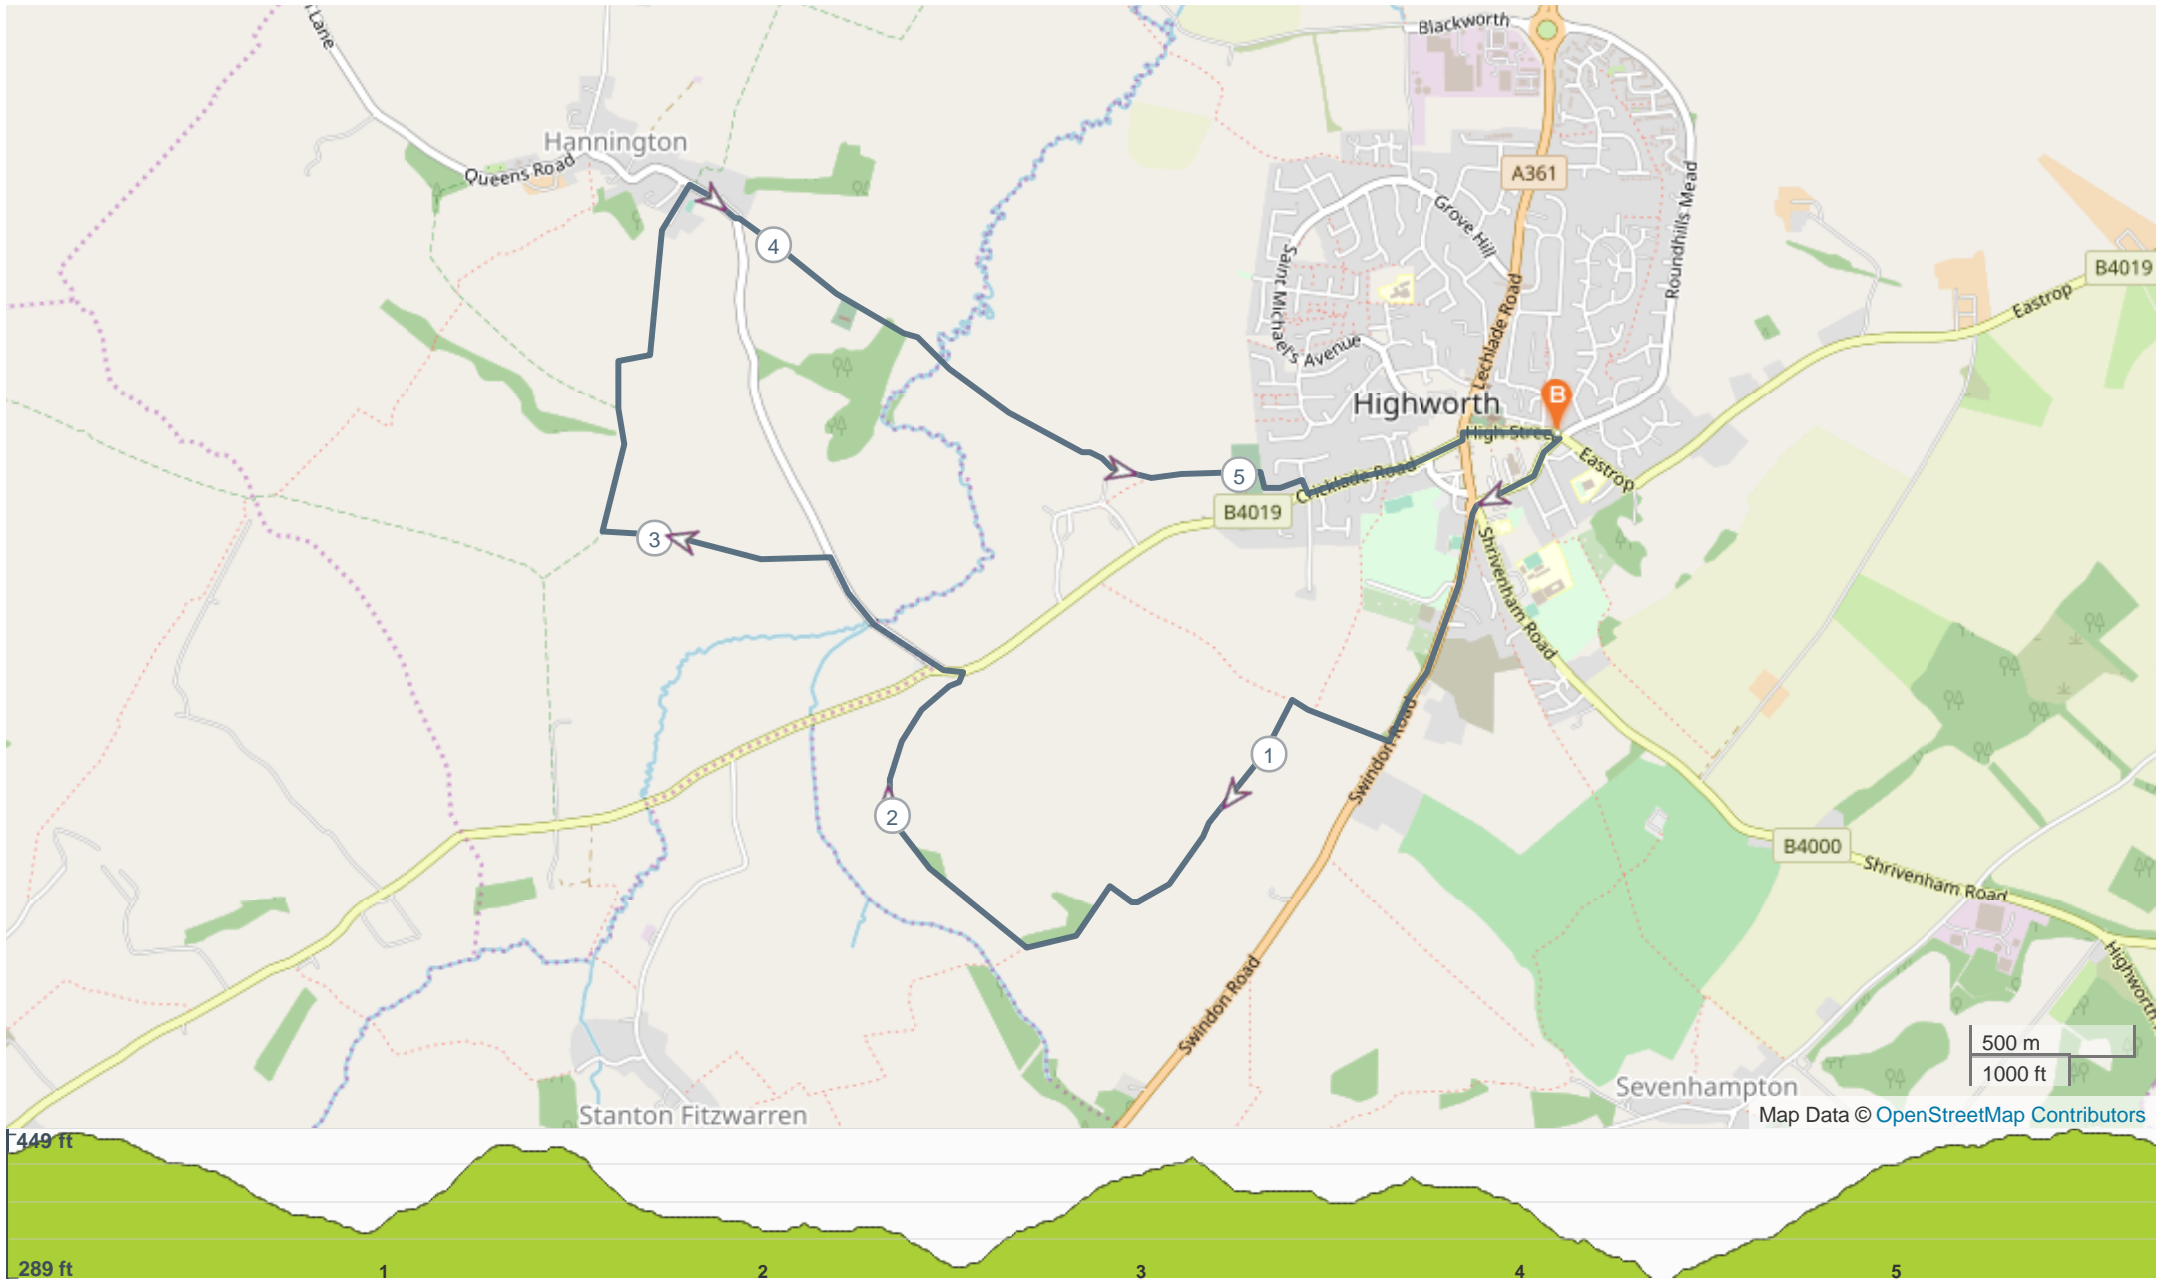 Lane
Blackworth
Hannington
Queens Road
A361
Grove Hill
Roundhills Mead
B4019
Eastrop
4
Saint Michael's Avenue
Lechlade Road
B
Highworth
High Stree
Eastrop
5
Cricklade Road
B4019
3
Shrivenham Road
1
Swindon Road
2
B4000
Shrivenham Road
Highworth
Swindon Road
500 m
1000 ft
Sevenhampton
Stanton Fitzwarren
Map Data © OpenStreetMap Contributors
449 ft
289 ft
1
2
3
4
5